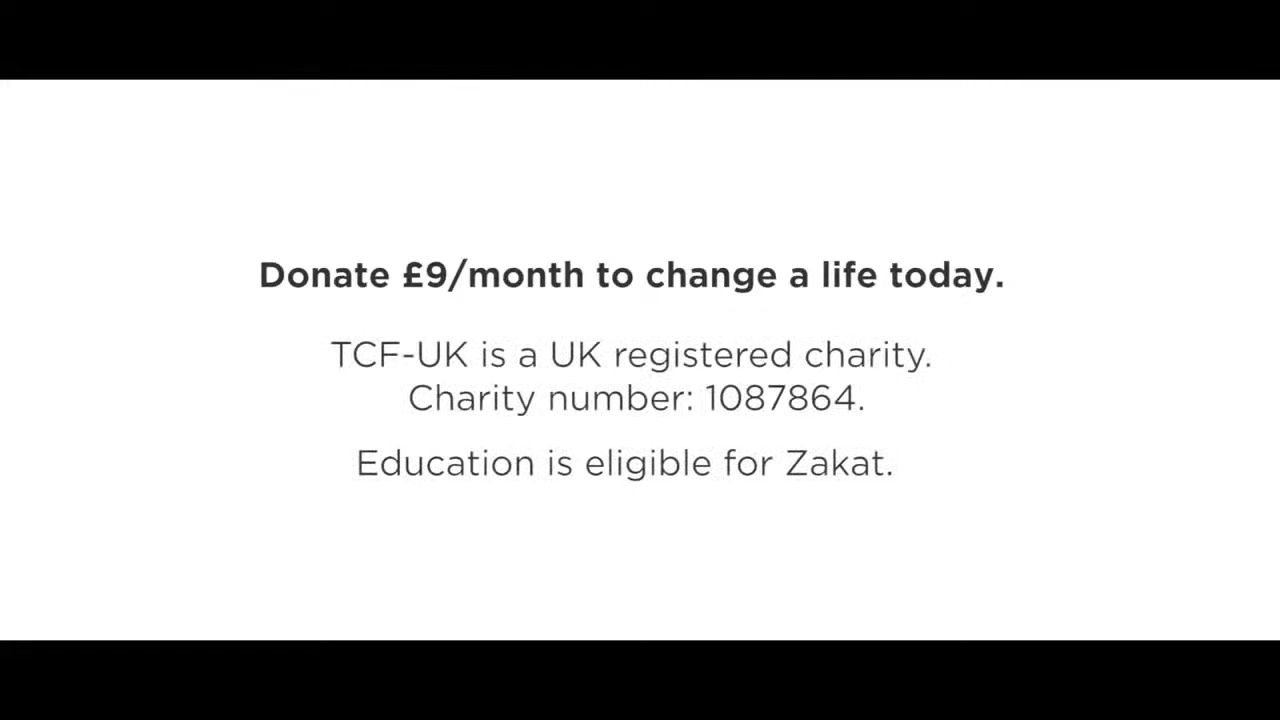 Donate £9/month to change a life today.
TCF-UK is a UK registered charity.
Charity number: 1087864.
Education is eligible for Zakat.